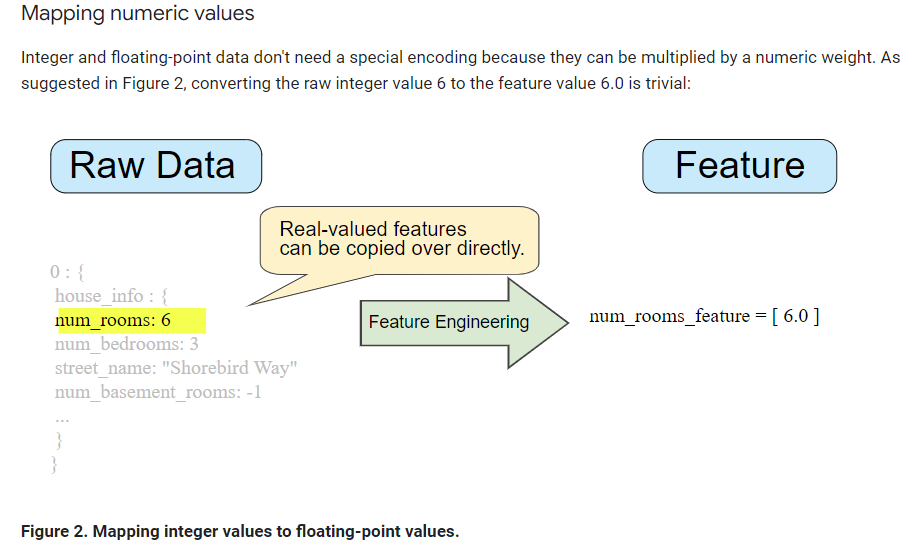 Mapping numeric values
Integer and floating-point data don't need a special encoding because they can be multiplied by a numeric weight. As
suggested in Figure 2, converting the raw integer value 6 to the feature value 6.0 is trivial:
Raw Data
Feature
Real-valued features
can be copied over directly.
0 : {
house_info : {
num_rooms: 6
num_bedrooms: 3
street_name: "Shorebird Way"
num_basement_rooms: -1
...
}
}
Feature Engineering
num_rooms_feature = [ 6.0 ]
Figure 2. Mapping integer values to floating-point values.